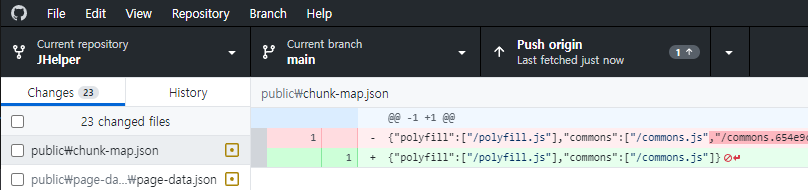 File Edit View Repository Branch Help
Current repository
JHelper
Current branch
main
Push origin
Last fetched just now
1
Changes 23
History
23 changed files
public₩chunk-map.json
public₩page-da...₩page-data.json
public₩chunk-map.json
@@ -1 +1 @@
1 - {"polyfill":["/polyfill.js"],"commons":["/commons.js","/commons.654e9c
1 + {"polyfill":["/polyfill.js"],"commons":["/commons.js"]}